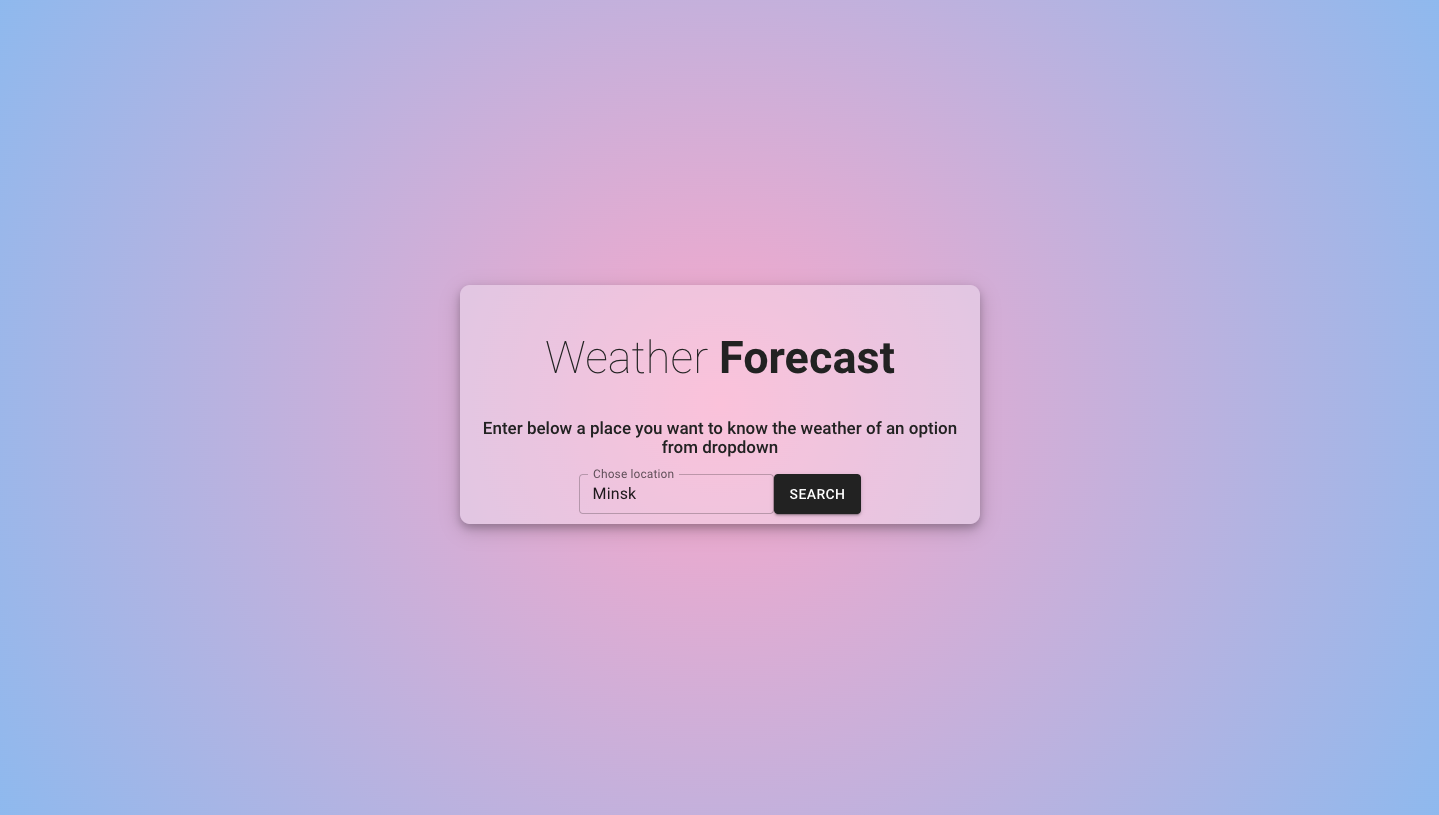 Weather Forecast
Enter below a place you want to know the weather of an option
from dropdown
Chose location
Minsk
SEARCH